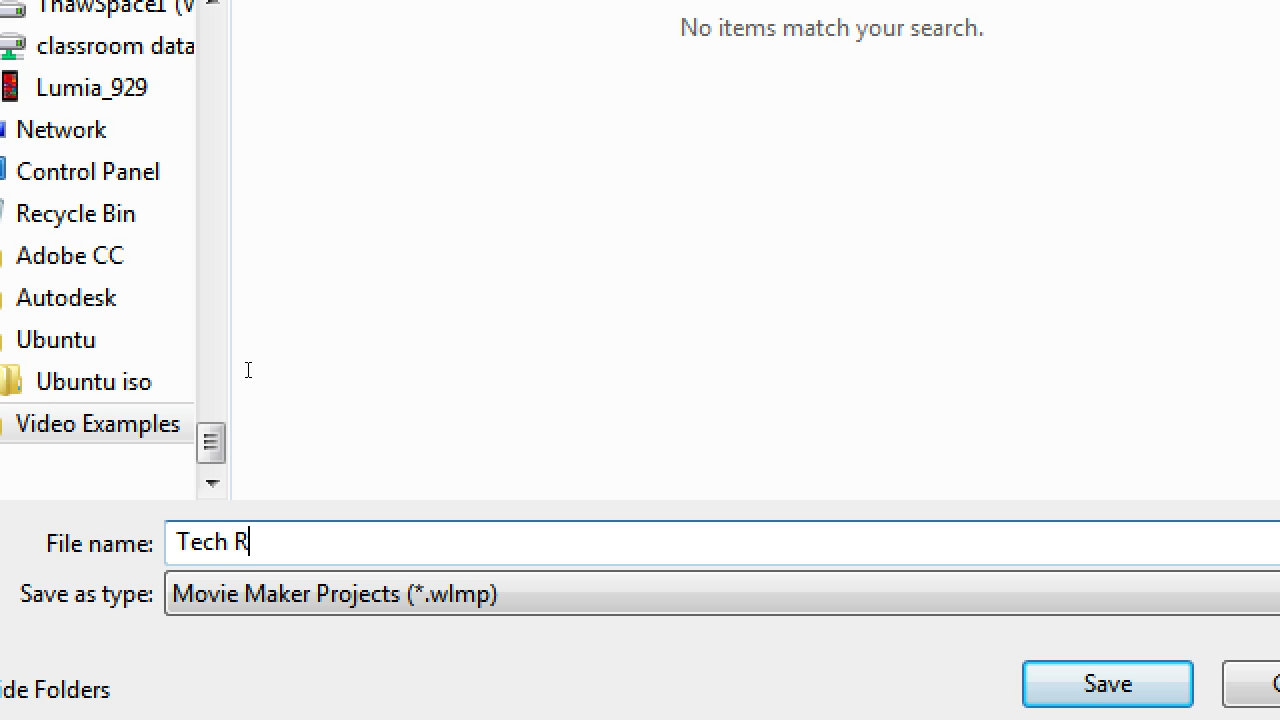 ThawSpace1 (V
classroom data
Lumia_929
Network
Control Panel
Recycle Bin
Adobe CC
Autodesk
Ubuntu
Ubuntu iso
Video Examples
No items match your search.
File name: Tech R
Save as type: Movie Maker Projects (*.wlmp)
ide Folders
Save